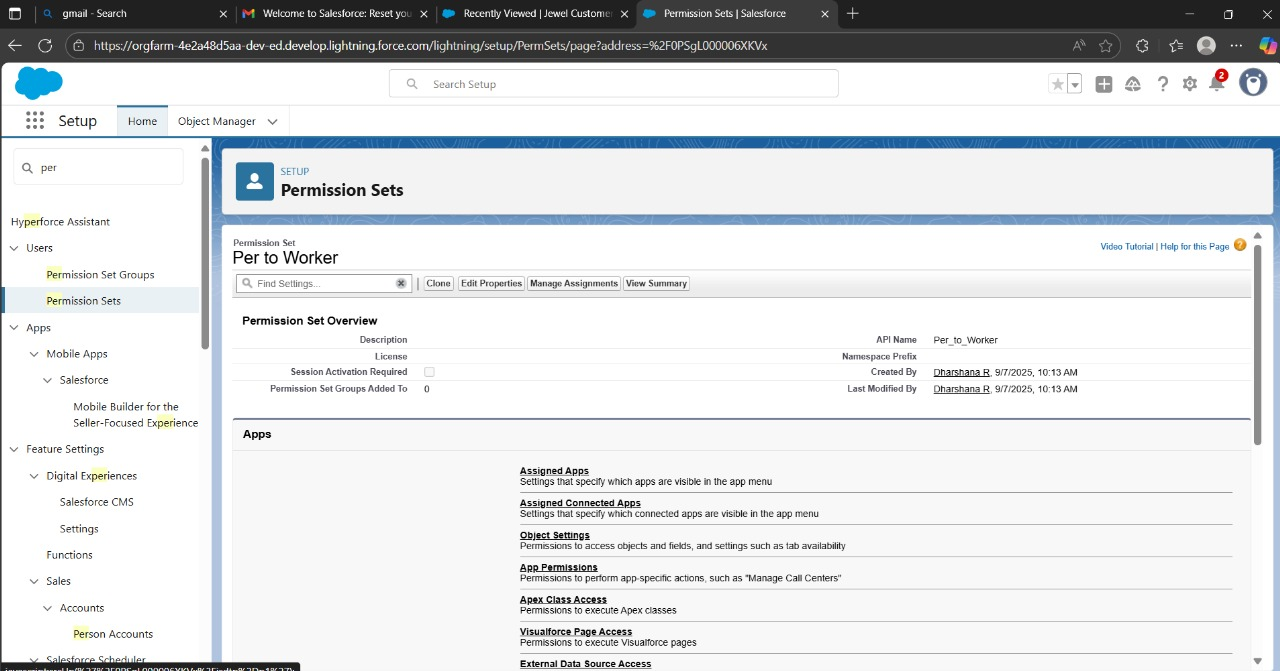 gmail - Search
Welcome to Salesforce: Reset you
Recently Viewed | Jewel Custome
Permission Sets | Salesforce
https://orgfarm-4e2a48d5aa-dev-ed.develop.lightning.force.com/lightning/setup/PermSets/page?address=%2F0PSgL000006XKVx
Search Setup
2
Setup
Home
Object Manager
per
Hyperforce Assistant
Users
Permission Set Groups
Permission Sets
Apps
Mobile Apps
Salesforce
Mobile Builder for the
Seller-Focused Experience
Feature Settings
Digital Experiences
Salesforce CMS
Settings
Functions
Sales
Accounts
Person Accounts
Salesforce Scheduler
SETUP
Permission Sets
Permission Set
Per to Worker
Video Tutorial | Help for this Page ?
Find Settings...
| Clone Edit Properties Manage Assignments View Summary
Permission Set Overview
Description
API Name Per_to_Worker
License
Namespace Prefix
Session Activation Required
Created By Dharshana R, 9/7/2025, 10:13 AM
Permission Set Groups Added To 0
Last Modified By Dharshana R, 9/7/2025, 10:13 AM
Apps
Assigned Apps
Settings that specify which apps are visible in the app menu
Assigned Connected Apps
Settings that specify which connected apps are visible in the app menu
Object Settings
Permissions to access objects and fields, and settings such as tab availability
App Permissions
Permissions to perform app-specific actions, such as "Manage Call Centers"
Apex Class Access
Permissions to execute Apex classes
Visualforce Page Access
Permissions to execute Visualforce pages
External Data Source Access